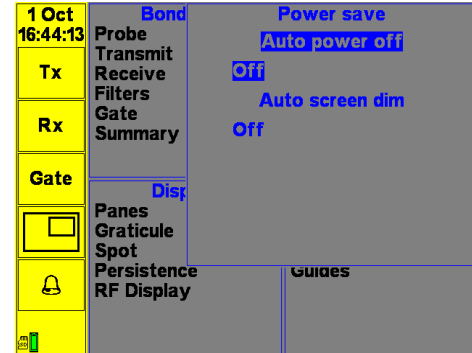 1 Oct
16:44:13
Tx
Rx
Gate
Bond
Probe
Transmit
Receive
Filters
Gate
Summary
Disp
Panes
Graticule
Spot
Persistence
RF Display
Power save
Auto power off
Off
Auto screen dim
Off
Guides